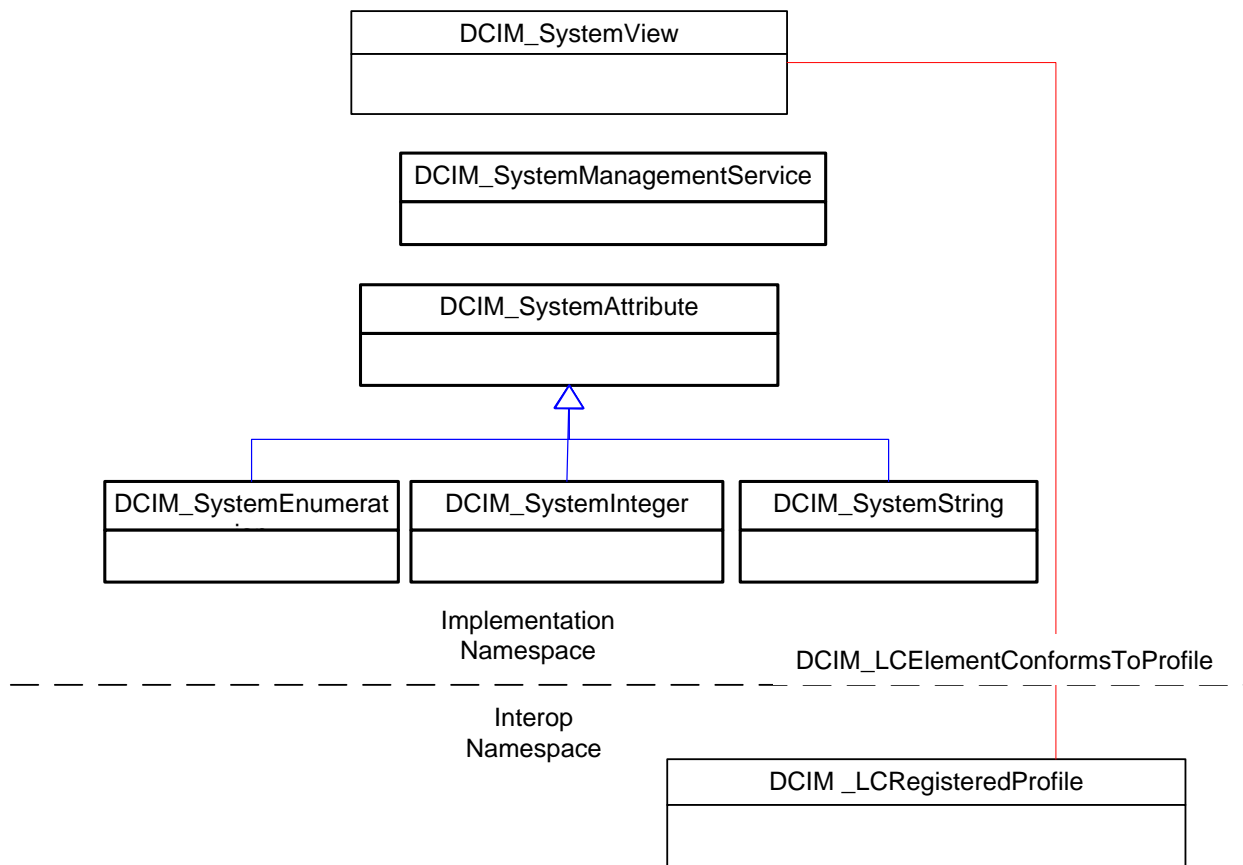 DCIM_SystemView
DCIM_SystemManagementService
DCIM_SystemAttribute
DCIM_SystemEnumerat
DCIM_SystemInteger
DCIM_SystemString
Implementation
Namespace
DCIM_LCElementConformsToProfile
Interop
Namespace
DCIM _LCRegisteredProfile